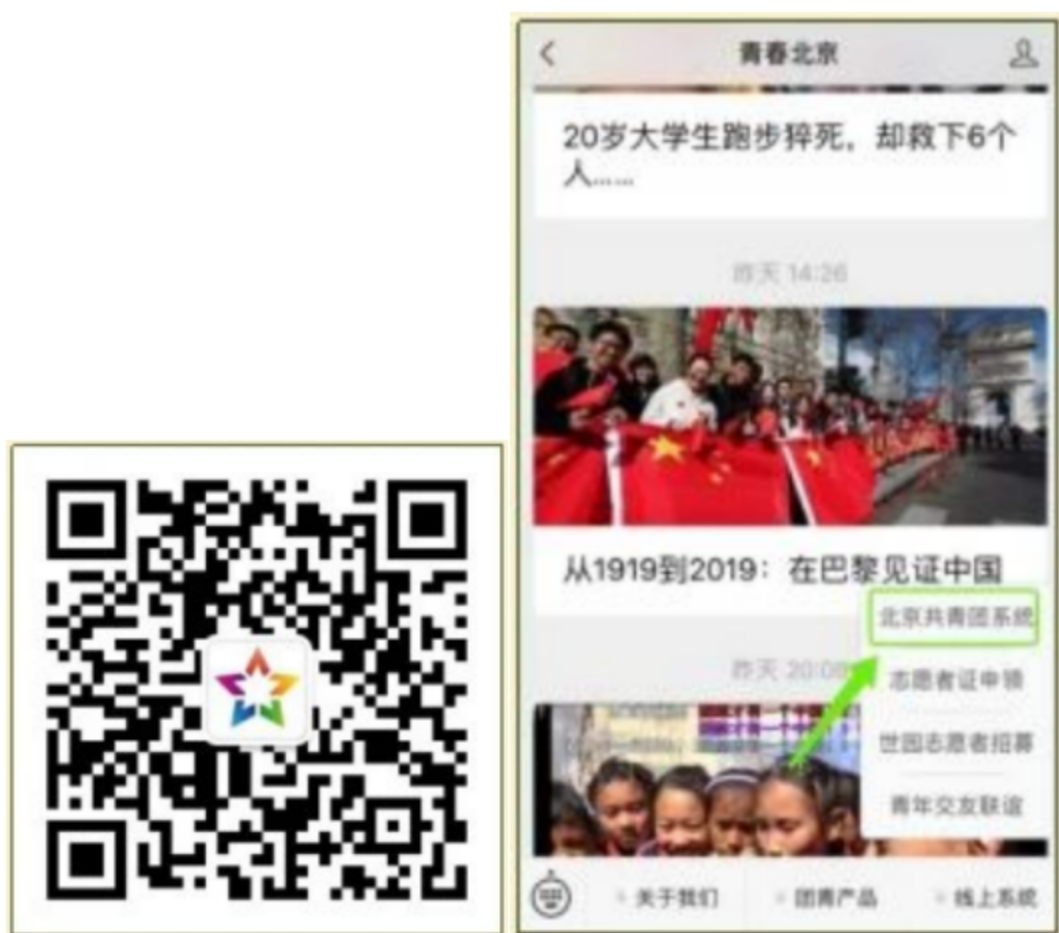 青春北京
20岁大学生跑步猝死，却救下6个
人……
昨天 14:26
从1919到2019：在巴黎见证中国
北京共青团系统
昨天 20:08
志愿者证申领
世园志愿者招募
青年交友联谊
关于我们
团青产品
线上系统